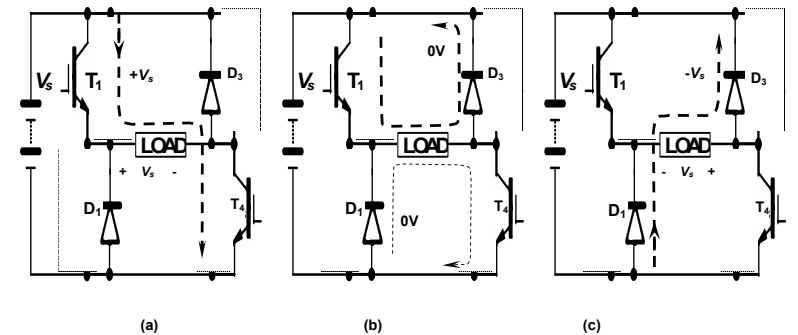 Vs T1 +Vs D3
LOAD
+ Vs -
D1 T4
(a)
Vs T1 0V D3
LOAD
D1 0V T4
(b)
Vs T1 -Vs D3
LOAD
- Vs +
D1 T4
(c)